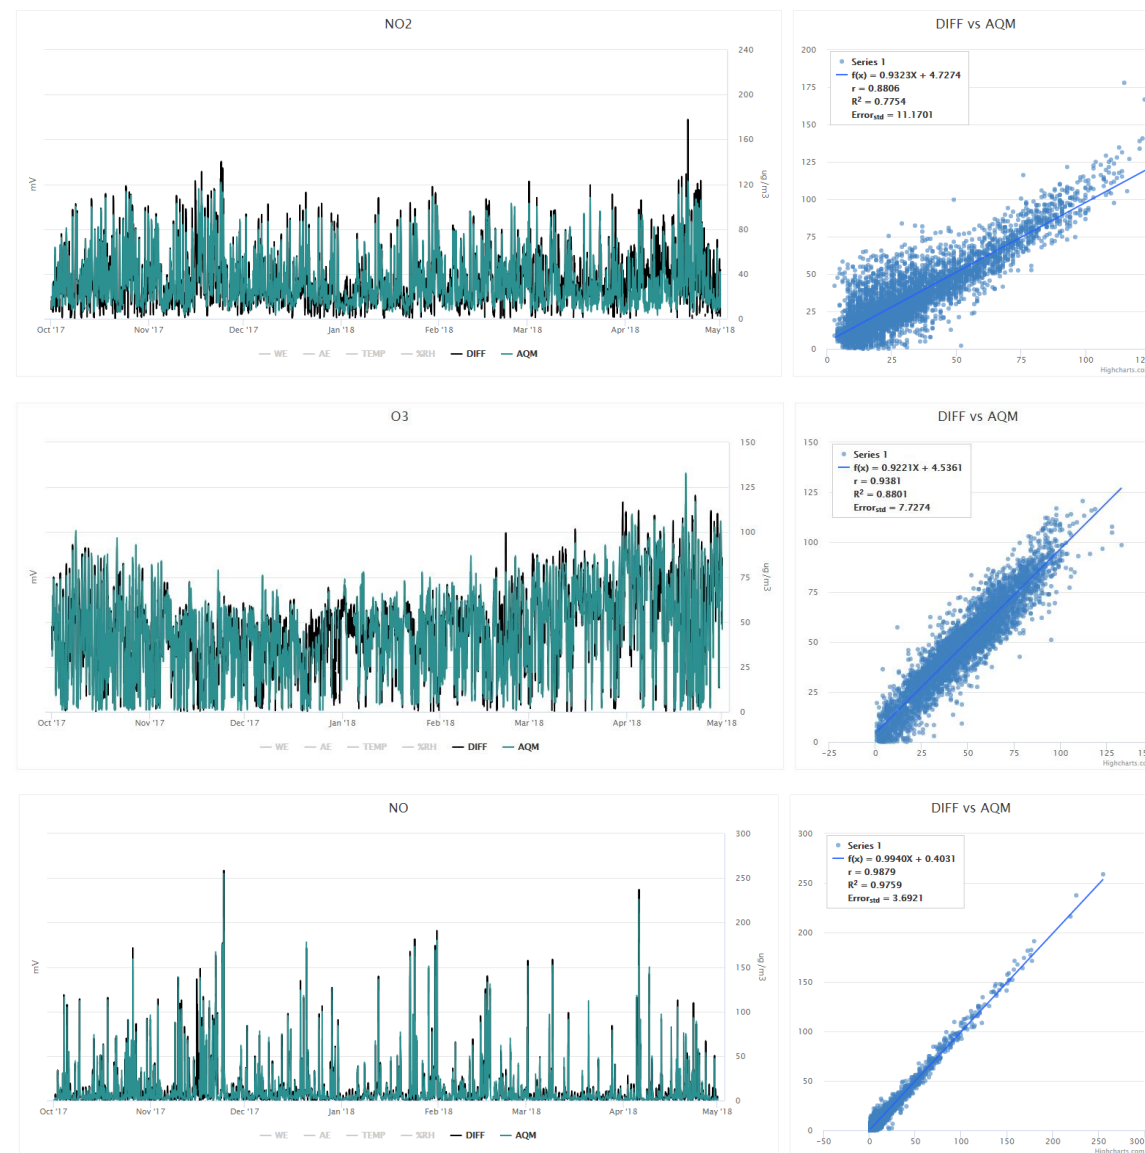 NO2
240
200
160
120
80
40
0
mV
ug/m3
Oct '17 Nov '17 Dec '17 Jan '18 Feb '18 Mar '18 Apr '18 May '18
WE AE TEMP %RH DIFF AQM
DIFF vs AQM
200
175
150
125
100
75
50
25
0
Series 1
f(x) = 0.9323X + 4.7274
r = 0.8806
R² = 0.7754
Errorstd = 11.1701
0 25 50 75 100
Highcharts.co
O3
150
125
100
75
50
25
0
mV
ug/m3
Oct '17 Nov '17 Dec '17 Jan '18 Feb '18 Mar '18 Apr '18 May '18
WE AE TEMP %RH DIFF AQM
DIFF vs AQM
150
125
100
75
50
25
0
Series 1
f(x) = 0.9221X + 4.5361
r = 0.9381
R² = 0.8801
Errorstd = 7.7274
-25 0 25 50 75 100 125
Highcharts.co
NO
300
250
200
150
100
50
0
mV
ug/m3
Oct '17 Nov '17 Dec '17 Jan '18 Feb '18 Mar '18 Apr '18 May '18
WE AE TEMP %RH DIFF AQM
DIFF vs AQM
300
250
200
150
100
50
0
Series 1
f(x) = 0.9940X + 0.4031
r = 0.9879
R² = 0.9759
Errorstd = 3.6921
-50 0 50 100 150 200 250 300
Highcharts.co